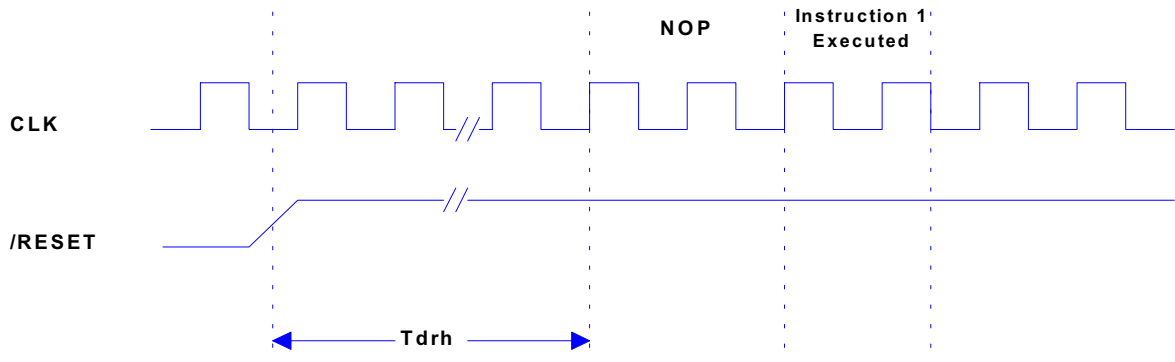 NOP
Instruction 1
Executed
CLK
/RESET
Tdrh